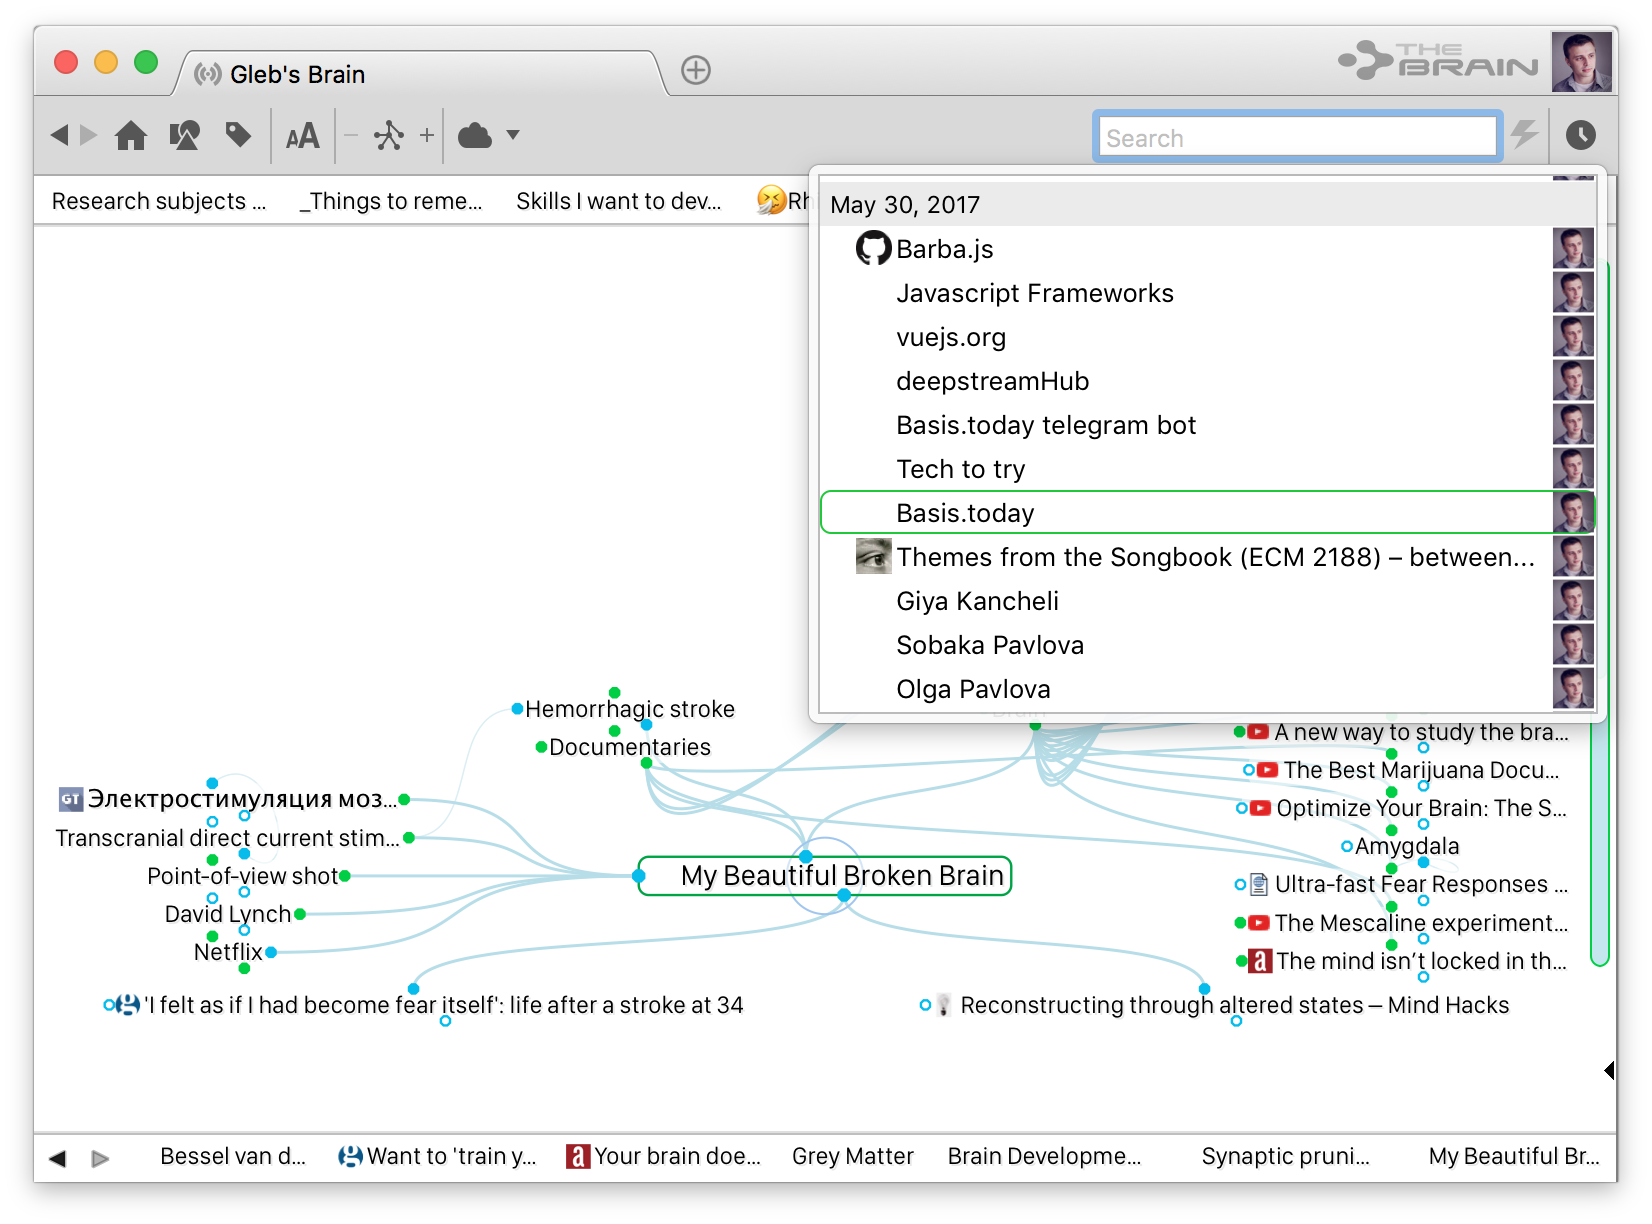 Gleb's Brain
THE
BRAIN
AA
Search
Research subjects ...
_Things to reme...
Skills I want to dev...
Rh
May 30, 2017
Barba.js
Javascript Frameworks
vuejs.org
deepstreamHub
Basis.today telegram bot
Tech to try
Basis.today
Themes from the Songbook (ECM 2188) – between...
Giya Kancheli
Sobaka Pavlova
Olga Pavlova
Brain
Hemorrhagic stroke
Documentaries
GT Электростимуляция моз...
Transcranial direct current stim...
Point-of-view shot
David Lynch
Netflix
My Beautiful Broken Brain
A new way to study the bra...
The Best Marijuana Docu...
Optimize Your Brain: The S...
Amygdala
Ultra-fast Fear Responses ...
The Mescaline experiment...
a The mind isn't locked in th...
'I felt as if I had become fear itself': life after a stroke at 34
Reconstructing through altered states – Mind Hacks
Bessel van d...
Want to 'train y...
a Your brain doe...
Grey Matter
Brain Developme...
Synaptic pruni...
My Beautiful Br...